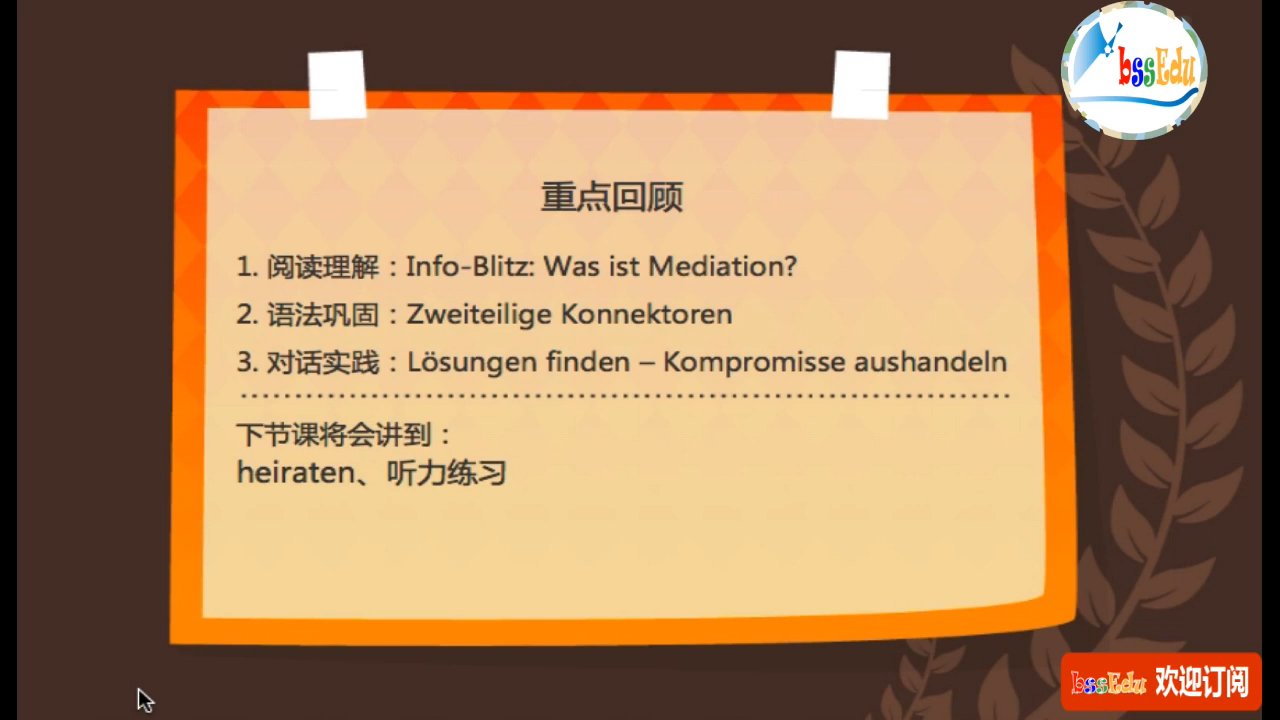 bssEdu
重点回顾
1. 阅读理解：Info-Blitz: Was ist Mediation?
2. 语法巩固：Zweiteilige Konnektoren
3. 对话实践：Lösungen finden – Kompromisse aushandeln
下节课将会讲到：
heiraten、听力练习
bssEdu 欢迎订阅